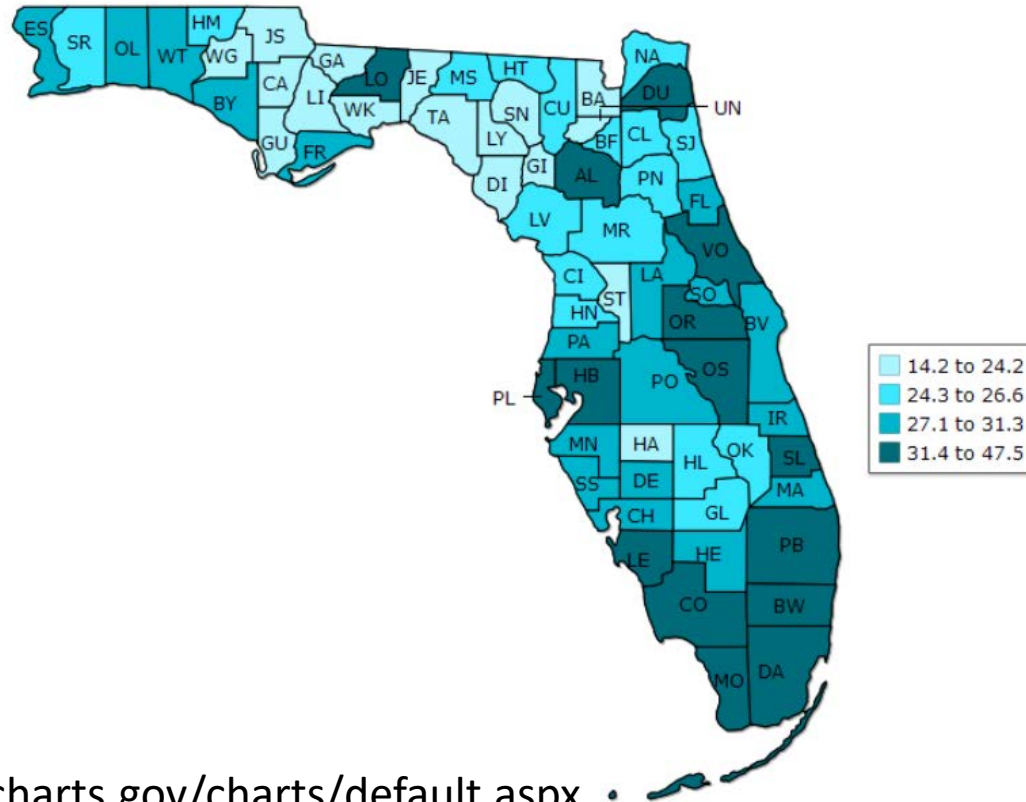 ES
SR
OL
WT
HM
WG
JS
BY
CA
GU
LI
FR
GA
LO
WK
JE
MS
TA
HT
SN
LY
CU
GI
DI
BA
UN
NA
DU
BF
CL
SJ
AL
PN
FL
LV
MR
VO
CI
ST
LA
SO
HN
OR
BV
PA
HB
PL
PO
OS
IR
MN
HA
HL
OK
SL
SS
DE
MA
CH
GL
LE
HE
PB
CO
BW
MO
DA
14.2 to 24.2
24.3 to 26.6
27.1 to 31.3
31.4 to 47.5
charts.gov/charts/default.aspx